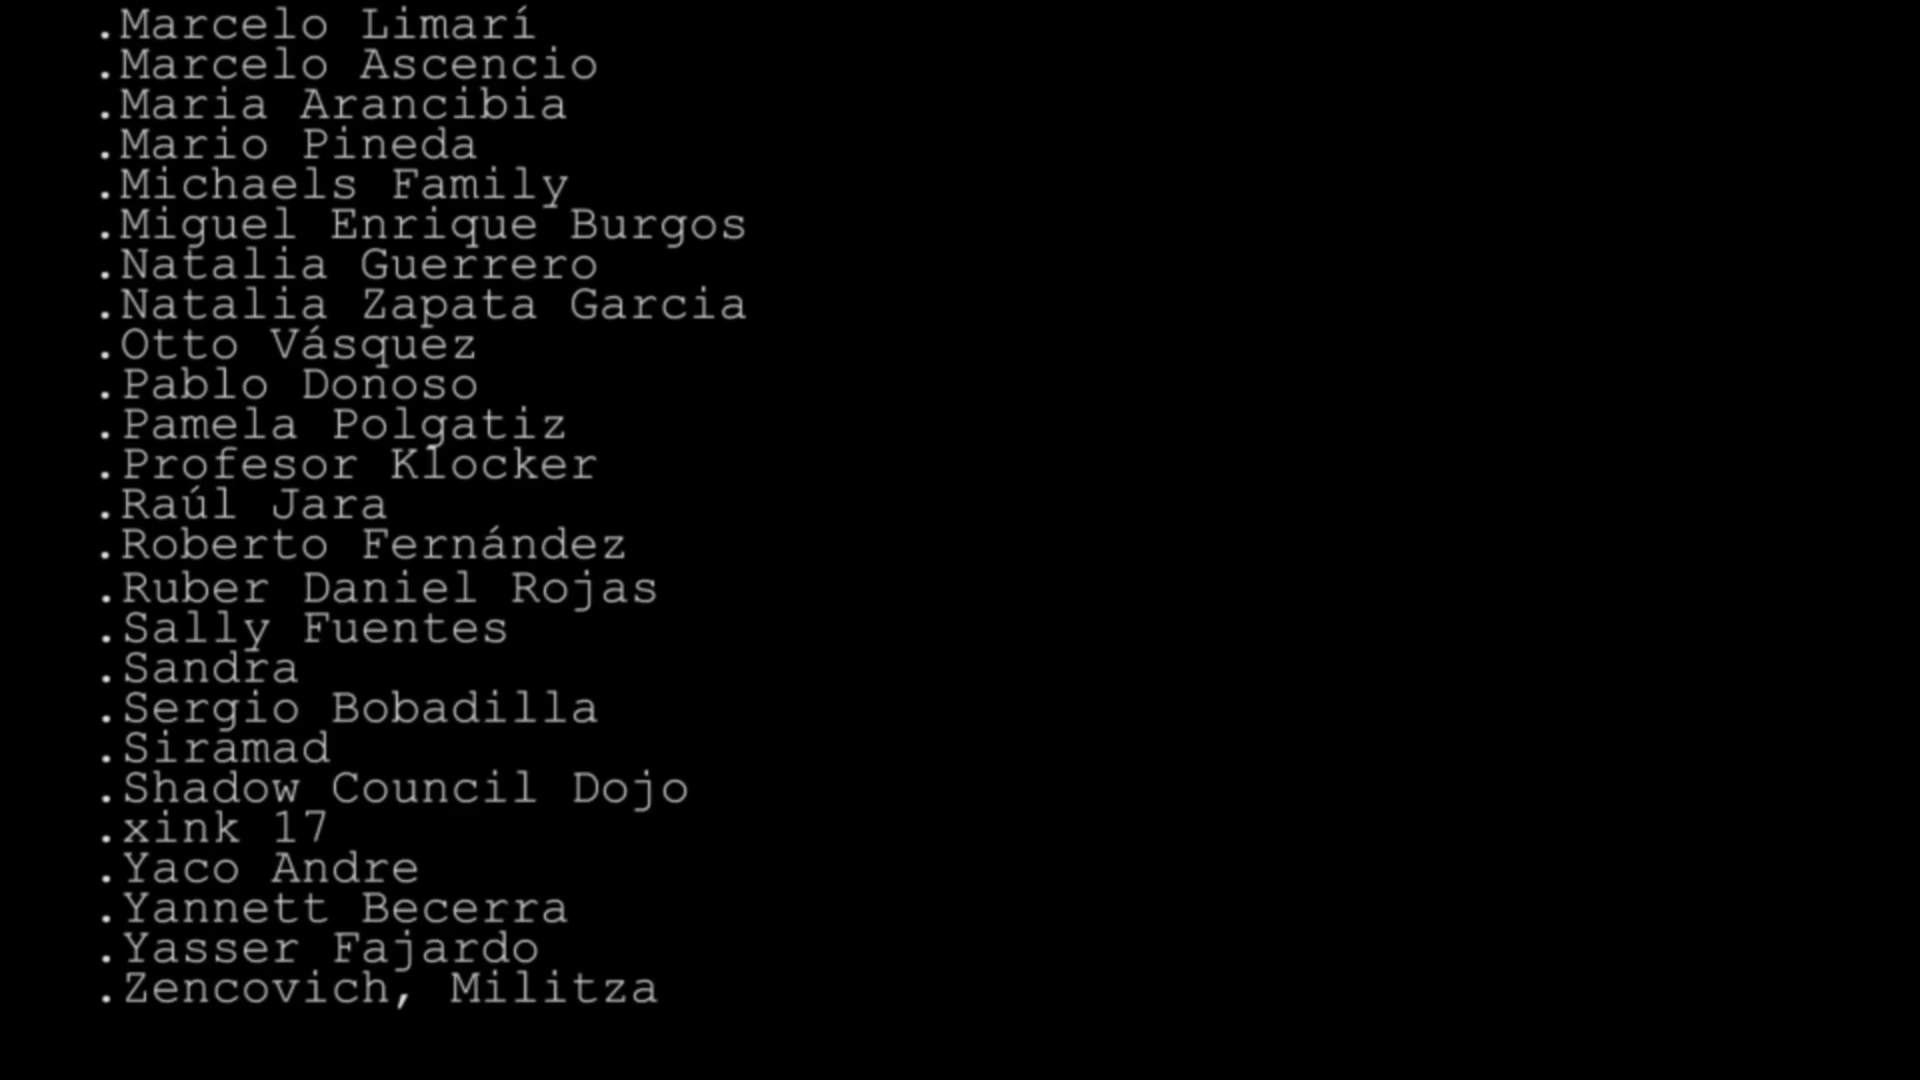 .Marcelo Limarí
.Marcelo Ascencio
.Maria Arancibia
.Mario Pineda
.Michaels Family
.Miguel Enrique Burgos
.Natalia Guerrero
.Natalia Zapata Garcia
.Otto Vásquez
.Pablo Donoso
.Pamela Polgatiz
.Profesor Klocker
.Raúl Jara
.Roberto Fernández
.Ruber Daniel Rojas
.Sally Fuentes
.Sandra
.Sergio Bobadilla
.Siramad
.Shadow Council Dojo
.xink 17
.Yaco Andre
.Yannett Becerra
.Yasser Fajardo
.Zencovich, Militza